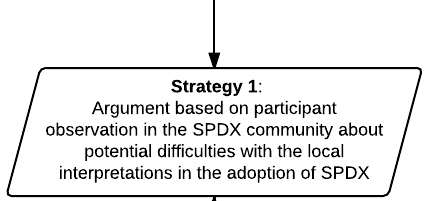 Strategy 1:
Argument based on participant
observation in the SPDX community about
potential difficulties with the local
interpretations in the adoption of SPDX